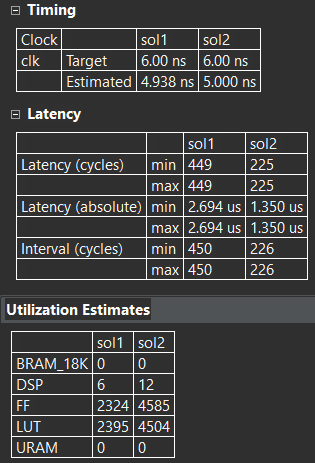 Timing
Clock sol1 sol2
clk Target 6.00 ns 6.00 ns
Estimated 4.938 ns 5.000 ns
Latency
sol1 sol2
Latency (cycles) min 449 225
max 449 225
Latency (absolute) min 2.694 us 1.350 us
max 2.694 us 1.350 us
Interval (cycles) min 450 226
max 450 226
Utilization Estimates
sol1 sol2
BRAM_18K 0 0
DSP 6 12
FF 2324 4585
LUT 2395 4504
URAM 0 0